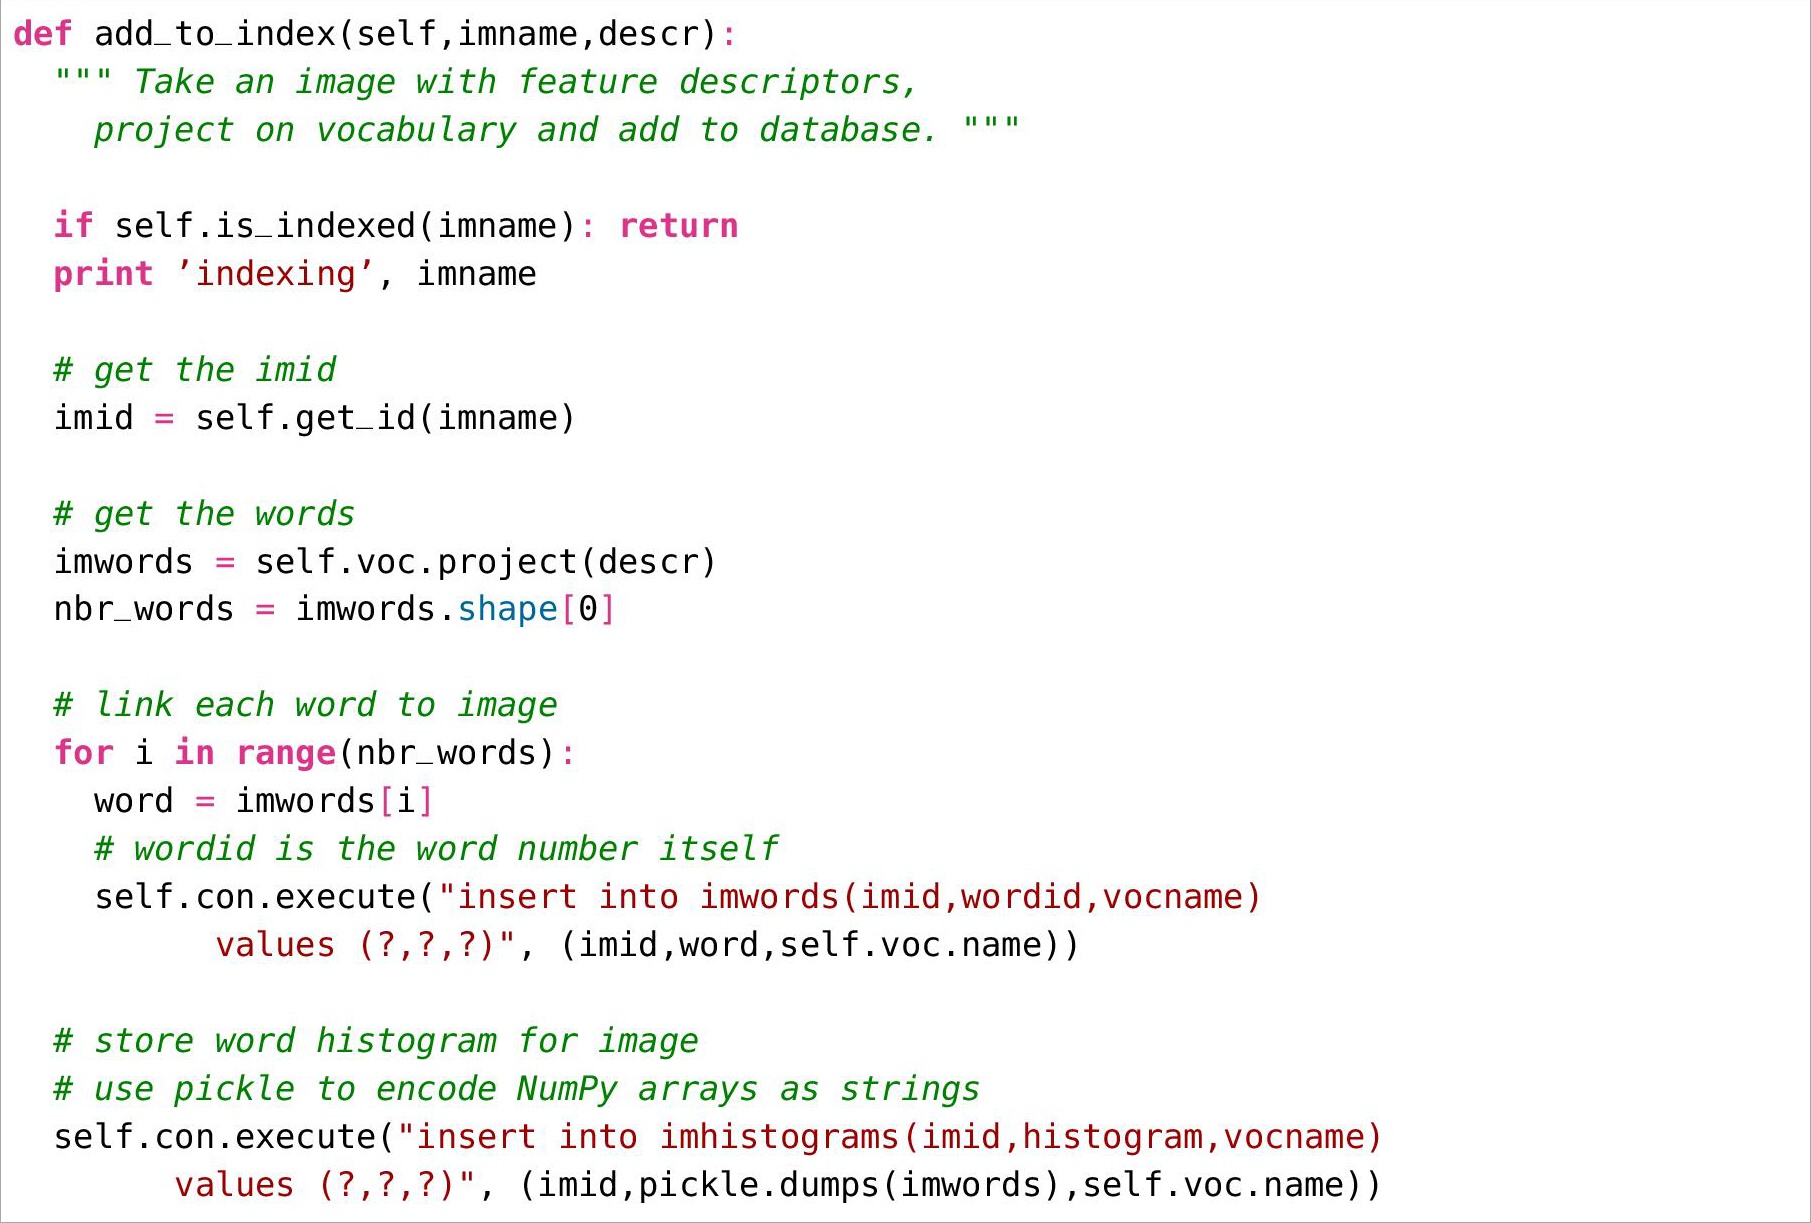 def add_to_index(self,imname,descr):
  """ Take an image with feature descriptors,
    project on vocabulary and add to database. """

  if self.is_indexed(imname): return
  print ’indexing’, imname

  # get the imid
  imid = self.get_id(imname)

  # get the words
  imwords = self.voc.project(descr)
  nbr_words = imwords.shape[0]

  # link each word to image
  for i in range(nbr_words):
    word = imwords[i]
    # wordid is the word number itself
    self.con.execute("insert into imwords(imid,wordid,vocname)
          values (?,?,?)", (imid,word,self.voc.name))

  # store word histogram for image
  # use pickle to encode NumPy arrays as strings
  self.con.execute("insert into imhistograms(imid,histogram,vocname)
        values (?,?,?)", (imid,pickle.dumps(imwords),self.voc.name))